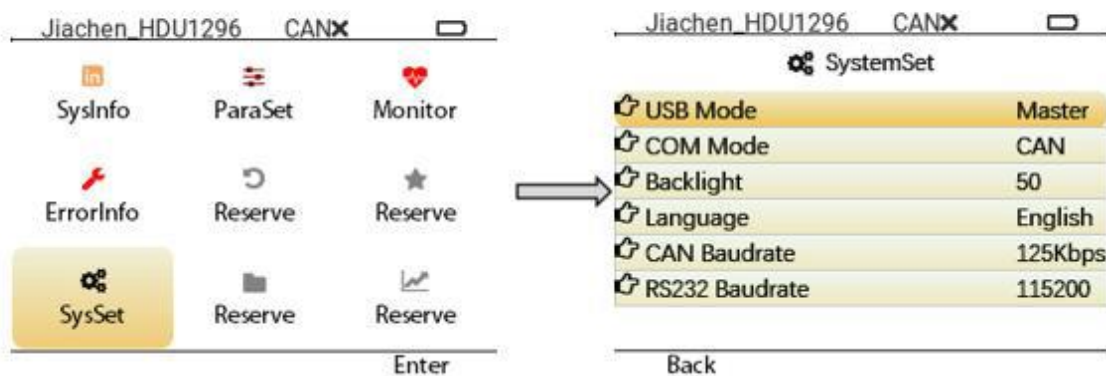 Jiachen_HDU1296 CAN✖
SysInfo ParaSet Monitor
ErrorInfo Reserve Reserve
SysSet Reserve Reserve
Enter
Jiachen_HDU1296 CAN✖
SystemSet
USB Mode Master
COM Mode CAN
Backlight 50
Language English
CAN Baudrate 125Kbps
RS232 Baudrate 115200
Back